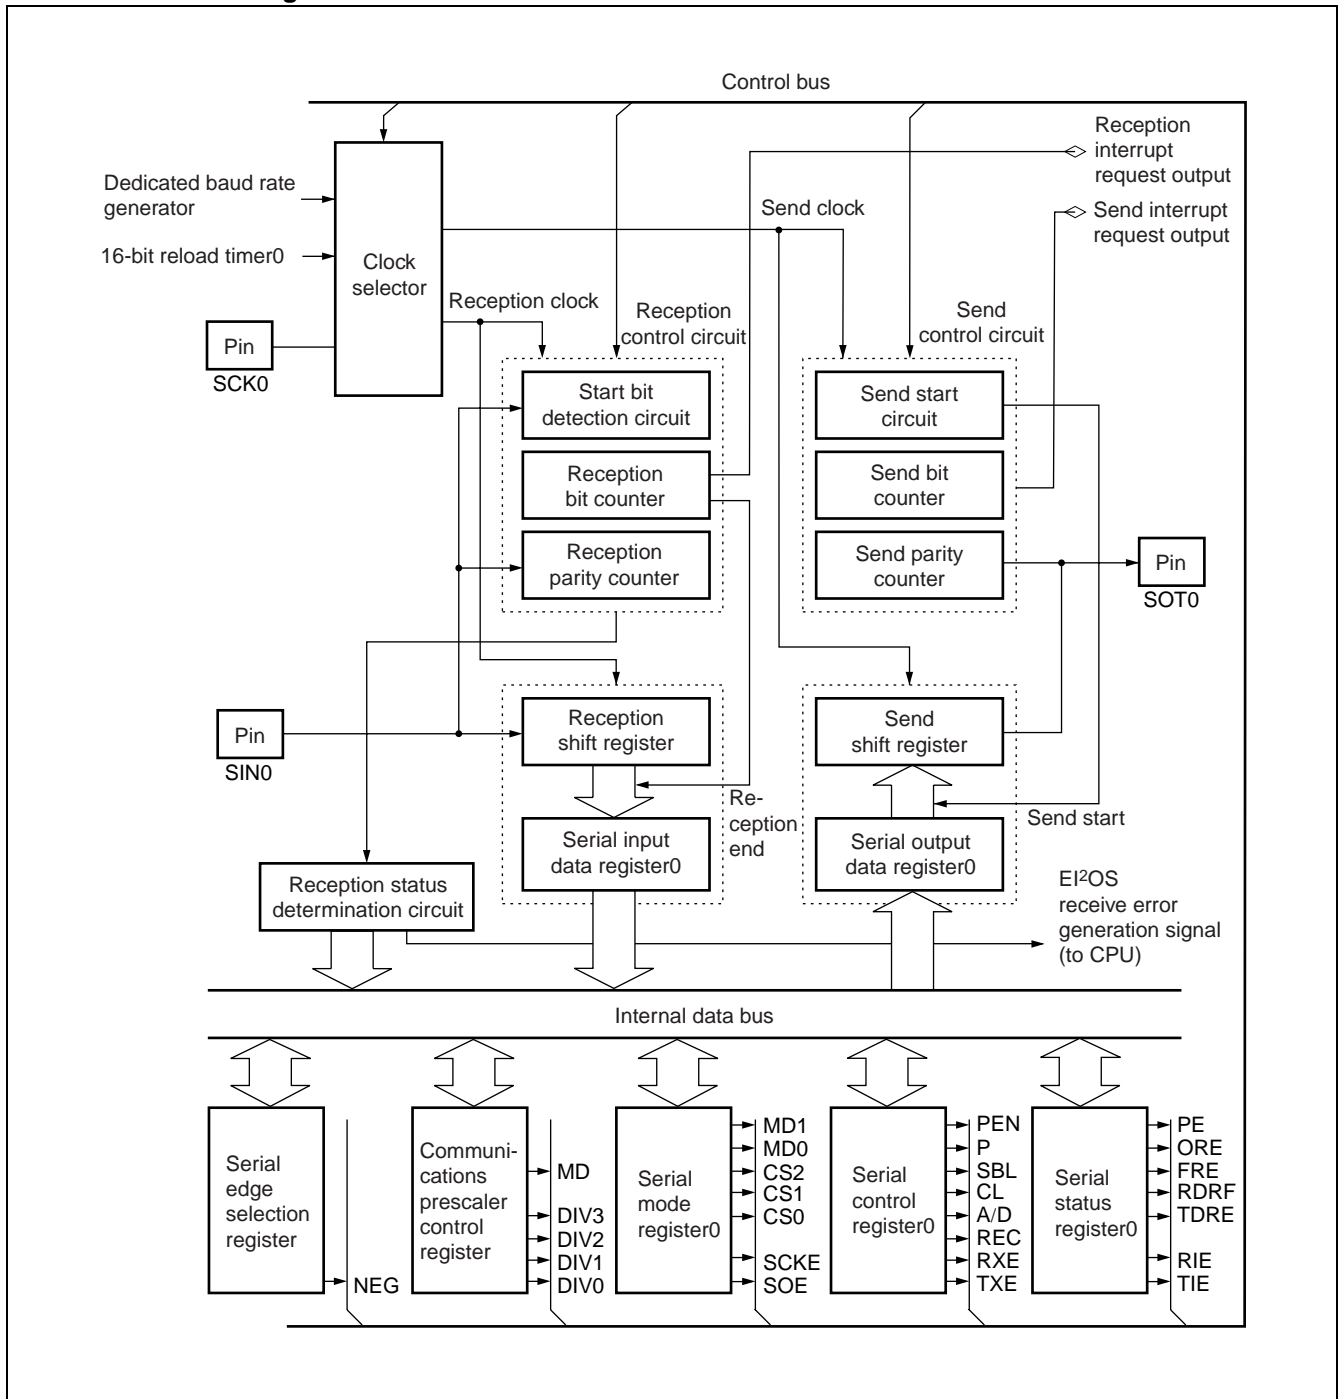 Control bus
Reception
interrupt
request output
Dedicated baud rate
generator
Send clock
Send interrupt
request output
16-bit reload timer0
Clock
selector
Reception clock
Reception
control circuit
Send
control circuit
Pin
SCK0
Start bit
detection circuit
Send start
circuit
Reception
bit counter
Send bit
counter
Reception
parity counter
Send parity
counter
Pin
SOT0
Pin
SIN0
Reception
shift register
Send
shift register
Re-
ception
end
Send start
Serial input
data register0
Serial output
data register0
Reception status
determination circuit
EI²OS
receive error
generation signal
(to CPU)
Internal data bus
Serial
edge
selection
register
NEG
Communi-
cations
prescaler
control
register
MD
DIV3
DIV2
DIV1
DIV0
Serial
mode
register0
MD1
MD0
CS2
CS1
CS0
SCKE
SOE
Serial
control
register0
PEN
P
SBL
CL
A/D
REC
RXE
TXE
Serial
status
register0
PE
ORE
FRE
RDRF
TDRE
RIE
TIE